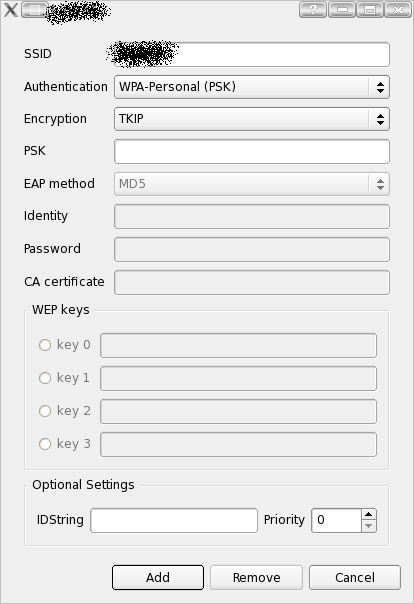 SSID
Authentication WPA-Personal (PSK)
Encryption TKIP
PSK
EAP method MD5
Identity
Password
CA certificate
WEP keys
key 0
key 1
key 2
key 3
Optional Settings
IDString Priority 0
Add Remove Cancel